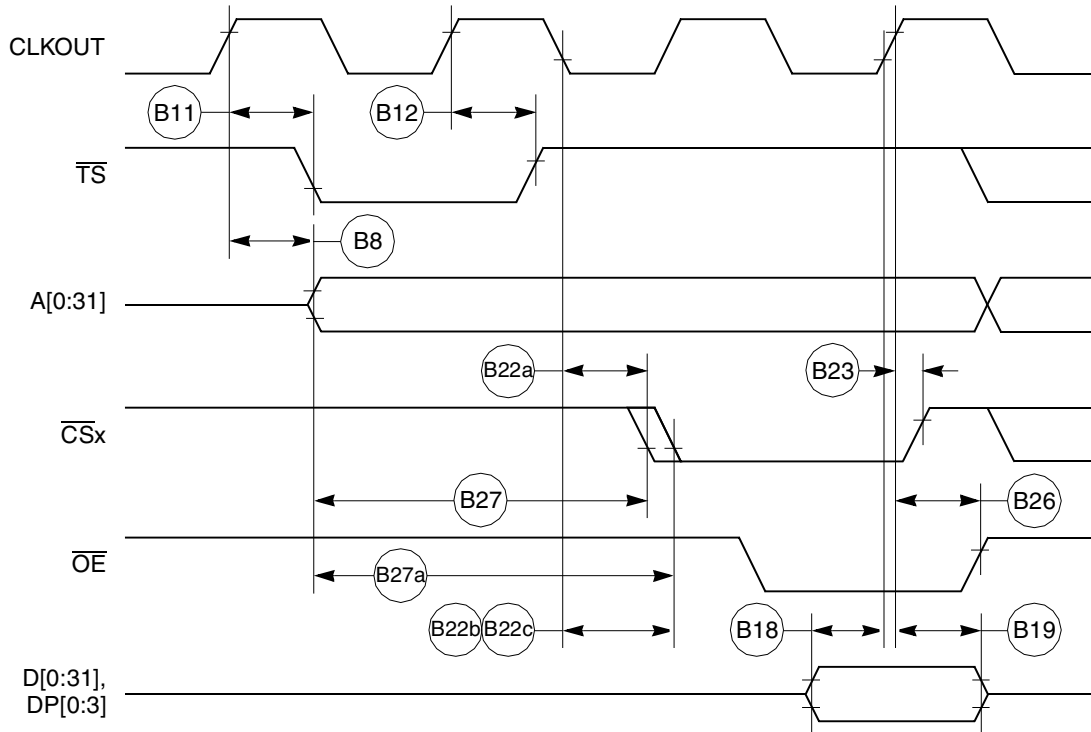 CLKOUT
B11
B12
TS
B8
A[0:31]
B22a
B23
CSx
B27
B26
OE
B27a
B22b B22c
B18
B19
D[0:31],
DP[0:3]